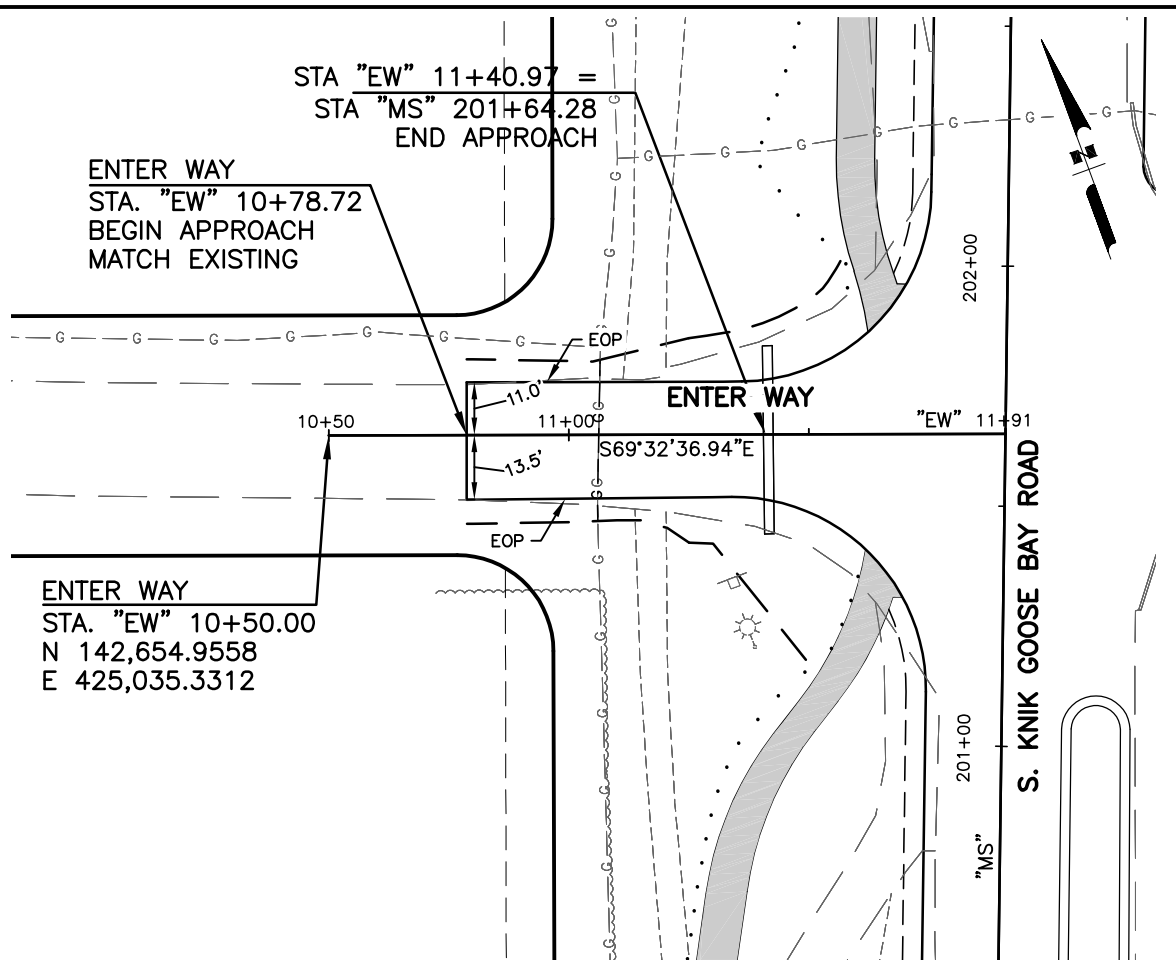 STA "EW" 11+40.97 =
STA "MS" 201+64.28
END APPROACH
ENTER WAY
STA. "EW" 10+78.72
BEGIN APPROACH
MATCH EXISTING
G
G
G
G
G
G
G
G
G
G
G
N
202+00
G
G
G
G
G
G
G
EOP
11.0'
ENTER WAY
10+50
11+00
G
G
"EW" 11+91
S69°32'36.94"E
13.5'
G
G
EOP
G
ENTER WAY
STA. "EW" 10+50.00
N 142,654.9558
E 425,035.3312
S. KNIK GOOSE BAY ROAD
G
201+00
G
"MS"
G
G